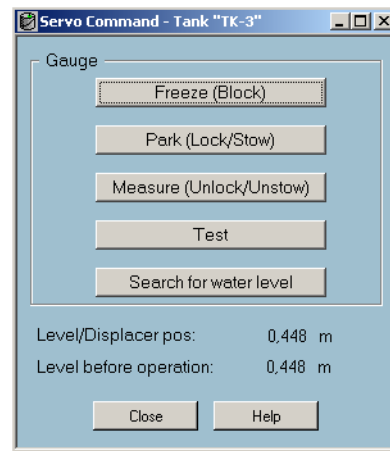 Servo Command - Tank "TK-3"
Gauge
Freeze (Block)
Park (Lock/Stow)
Measure (Unlock/Unstow)
Test
Search for water level
Level/Displacer pos: 0,448 m
Level before operation: 0,448 m
Close Help